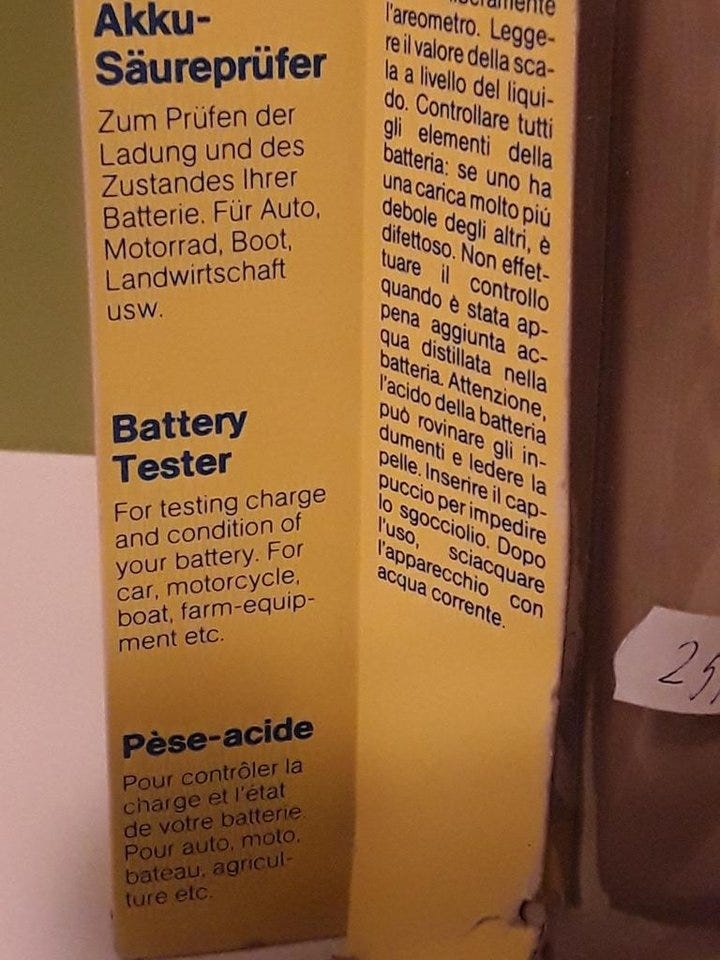 Akku-
Säureprüfer
Zum Prüfen der
Ladung und des
Zustandes Ihrer
Batterie. Für Auto,
Motorrad, Boot,
Landwirtschaft
usw.
Battery
Tester
For testing charge
and condition of
your battery. For
car, motorcycle,
boat, farm-equip-
ment etc.
Pèse-acide
Pour contrôler la
charge et l'état
de votre batterie.
Pour auto, moto,
bateau, agricul-
ture etc.
l'areometro. Legge-
re il valore della sca-
la a livello del liqui-
do. Controllare tutti
gli elementi della
batteria: se uno ha
una carica molto piú
debole degli altri, è
difettoso. Non effet-
tuare il controllo
quando è stata ap-
pena aggiunta ac-
qua distillata nella
batteria. Attenzione,
l'acido della batteria
può rovinare gli in-
dumenti e ledere la
pelle. Inserire il cap-
puccio per impedire
lo sgocciolio. Dopo
l'uso, sciacquare
l'apparecchio con
acqua corrente.